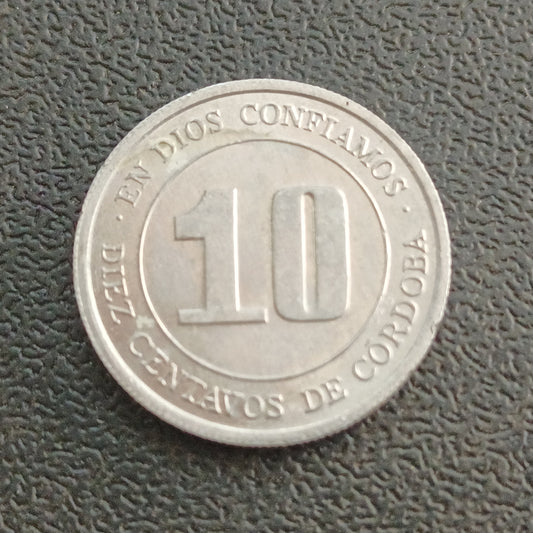 · EN DIOS CONFIAMOS ·
10
DIEZ CENTAVOS DE CORDOBA